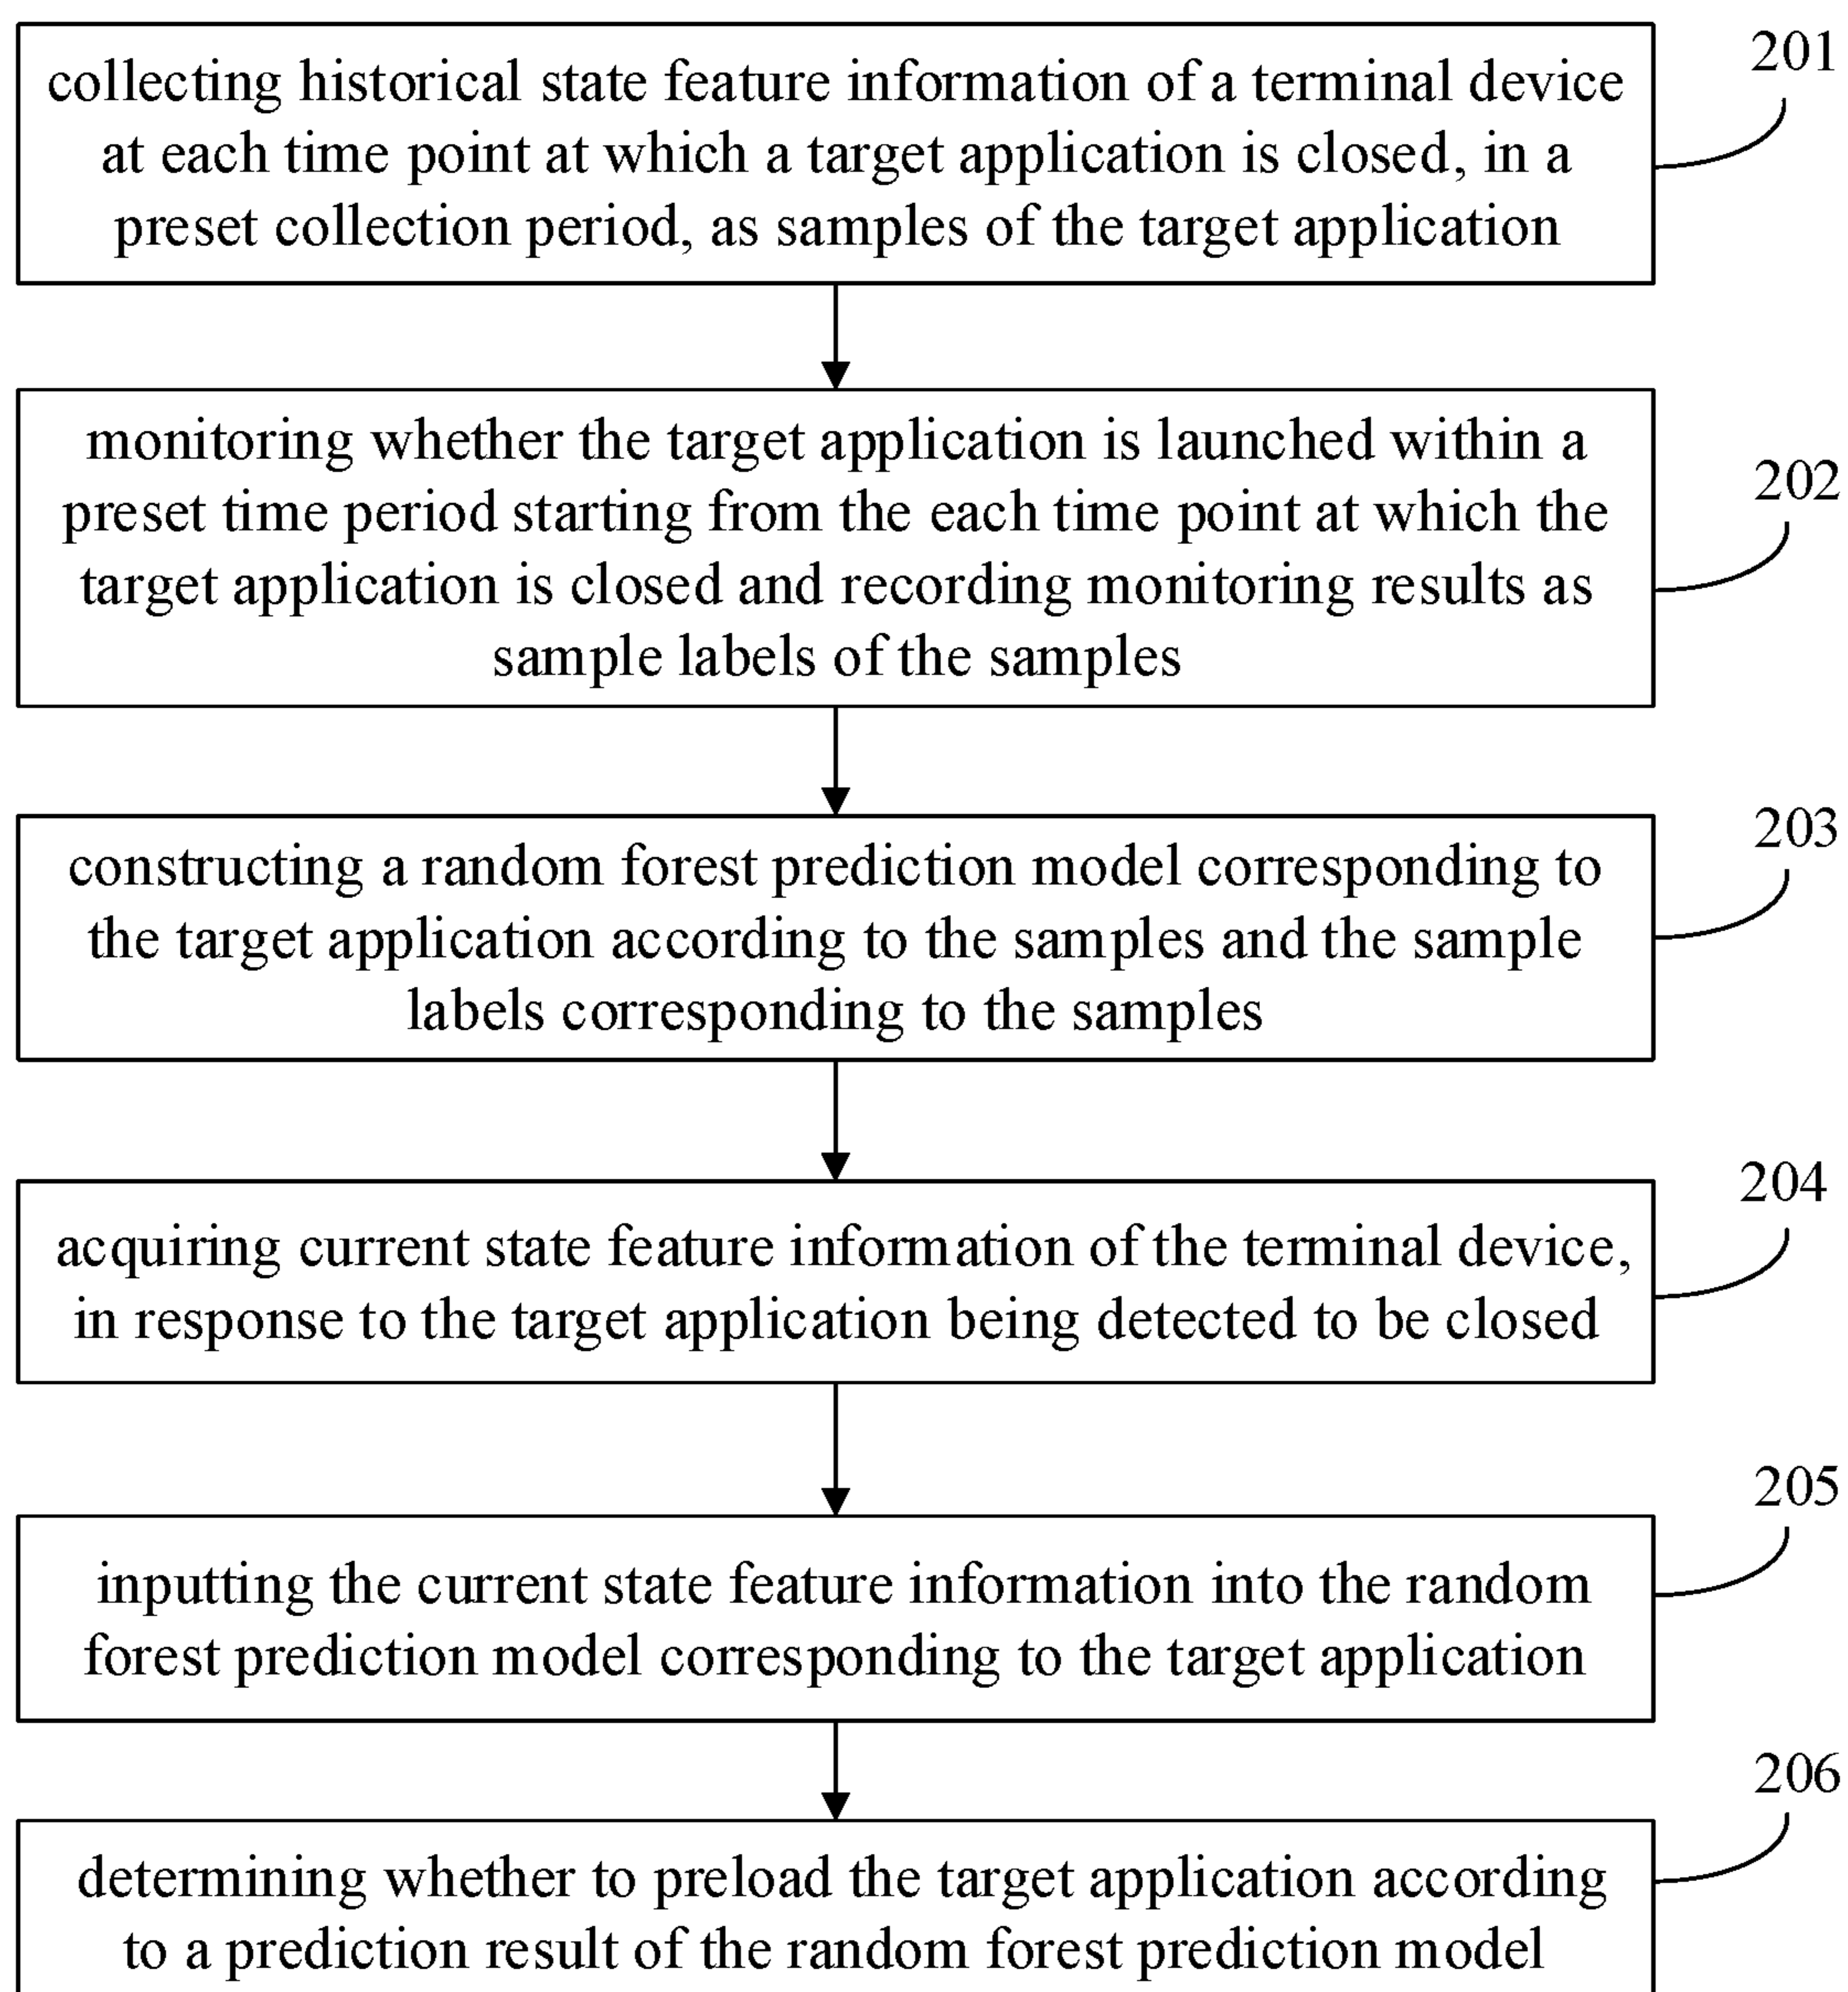 201
collecting historical state feature information of a terminal device
at each time point at which a target application is closed, in a
preset collection period, as samples of the target application
202
monitoring whether the target application is launched within a
preset time period starting from the each time point at which the
target application is closed and recording monitoring results as
sample labels of the samples
203
constructing a random forest prediction model corresponding to
the target application according to the samples and the sample
labels corresponding to the samples
204
acquiring current state feature information of the terminal device,
in response to the target application being detected to be closed
205
inputting the current state feature information into the random
forest prediction model corresponding to the target application
206
determining whether to preload the target application according
to a prediction result of the random forest prediction model